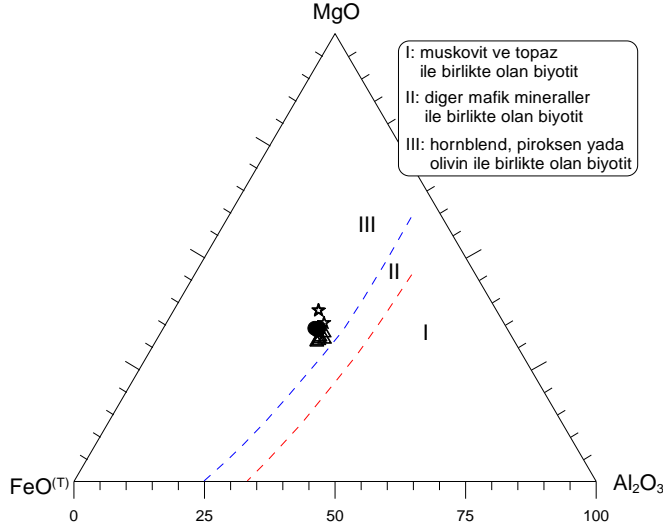 MgO
I: muskovit ve topaz
ile birlikte olan biyotit
II: diger mafik mineraller
ile birlikte olan biyotit
III: hornblend, piroksen yada
olivin ile birlikte olan biyotit
III
II
I
FeO(T)
Al₂O₃
0
25
50
75
100